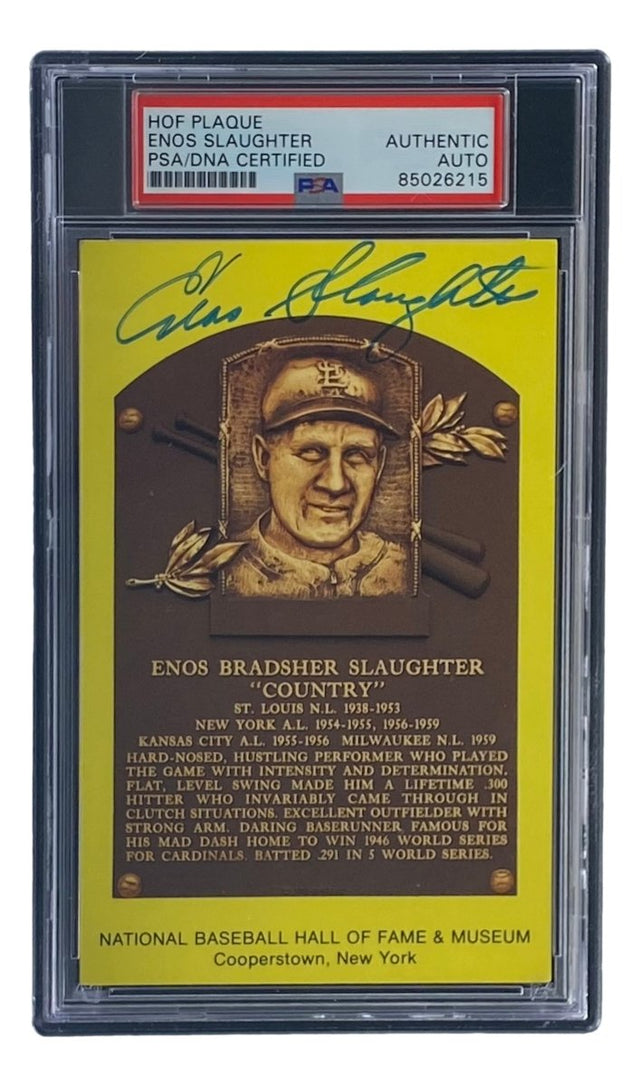 HOF PLAQUE
ENOS SLAUGHTER
PSA/DNA CERTIFIED
AUTHENTIC
AUTO
85026215
PSA
Enos Slaughter
STL
ENOS BRADSHER SLAUGHTER
"COUNTRY"
ST. LOUIS N.L. 1938-1953
NEW YORK A.L. 1954-1955, 1956-1959
KANSAS CITY A.L. 1955-1956 MILWAUKEE N.L. 1959
HARD-NOSED, HUSTLING PERFORMER WHO PLAYED
THE GAME WITH INTENSITY AND DETERMINATION.
FLAT, LEVEL SWING MADE HIM A LIFETIME .300
HITTER WHO INVARIABLY CAME THROUGH IN
CLUTCH SITUATIONS. EXCELLENT OUTFIELDER WITH
STRONG ARM. DARING BASERUNNER FAMOUS FOR
HIS MAD DASH HOME TO WIN 1946 WORLD SERIES
FOR CARDINALS. BATTED .291 IN 5 WORLD SERIES.
NATIONAL BASEBALL HALL OF FAME & MUSEUM
Cooperstown, New York